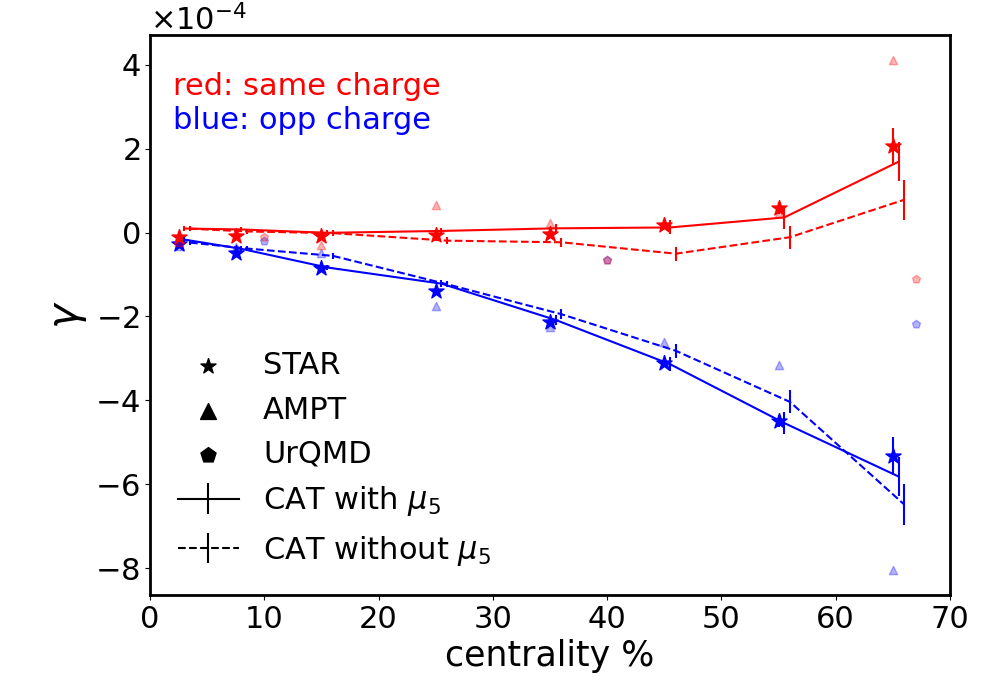 ×10⁻⁴
4
2
0
−2
−4
−6
−8
γ
red: same charge
blue: opp charge
STAR
AMPT
UrQMD
CAT with μ₅
CAT without μ₅
0 10 20 30 40 50 60 70
centrality %